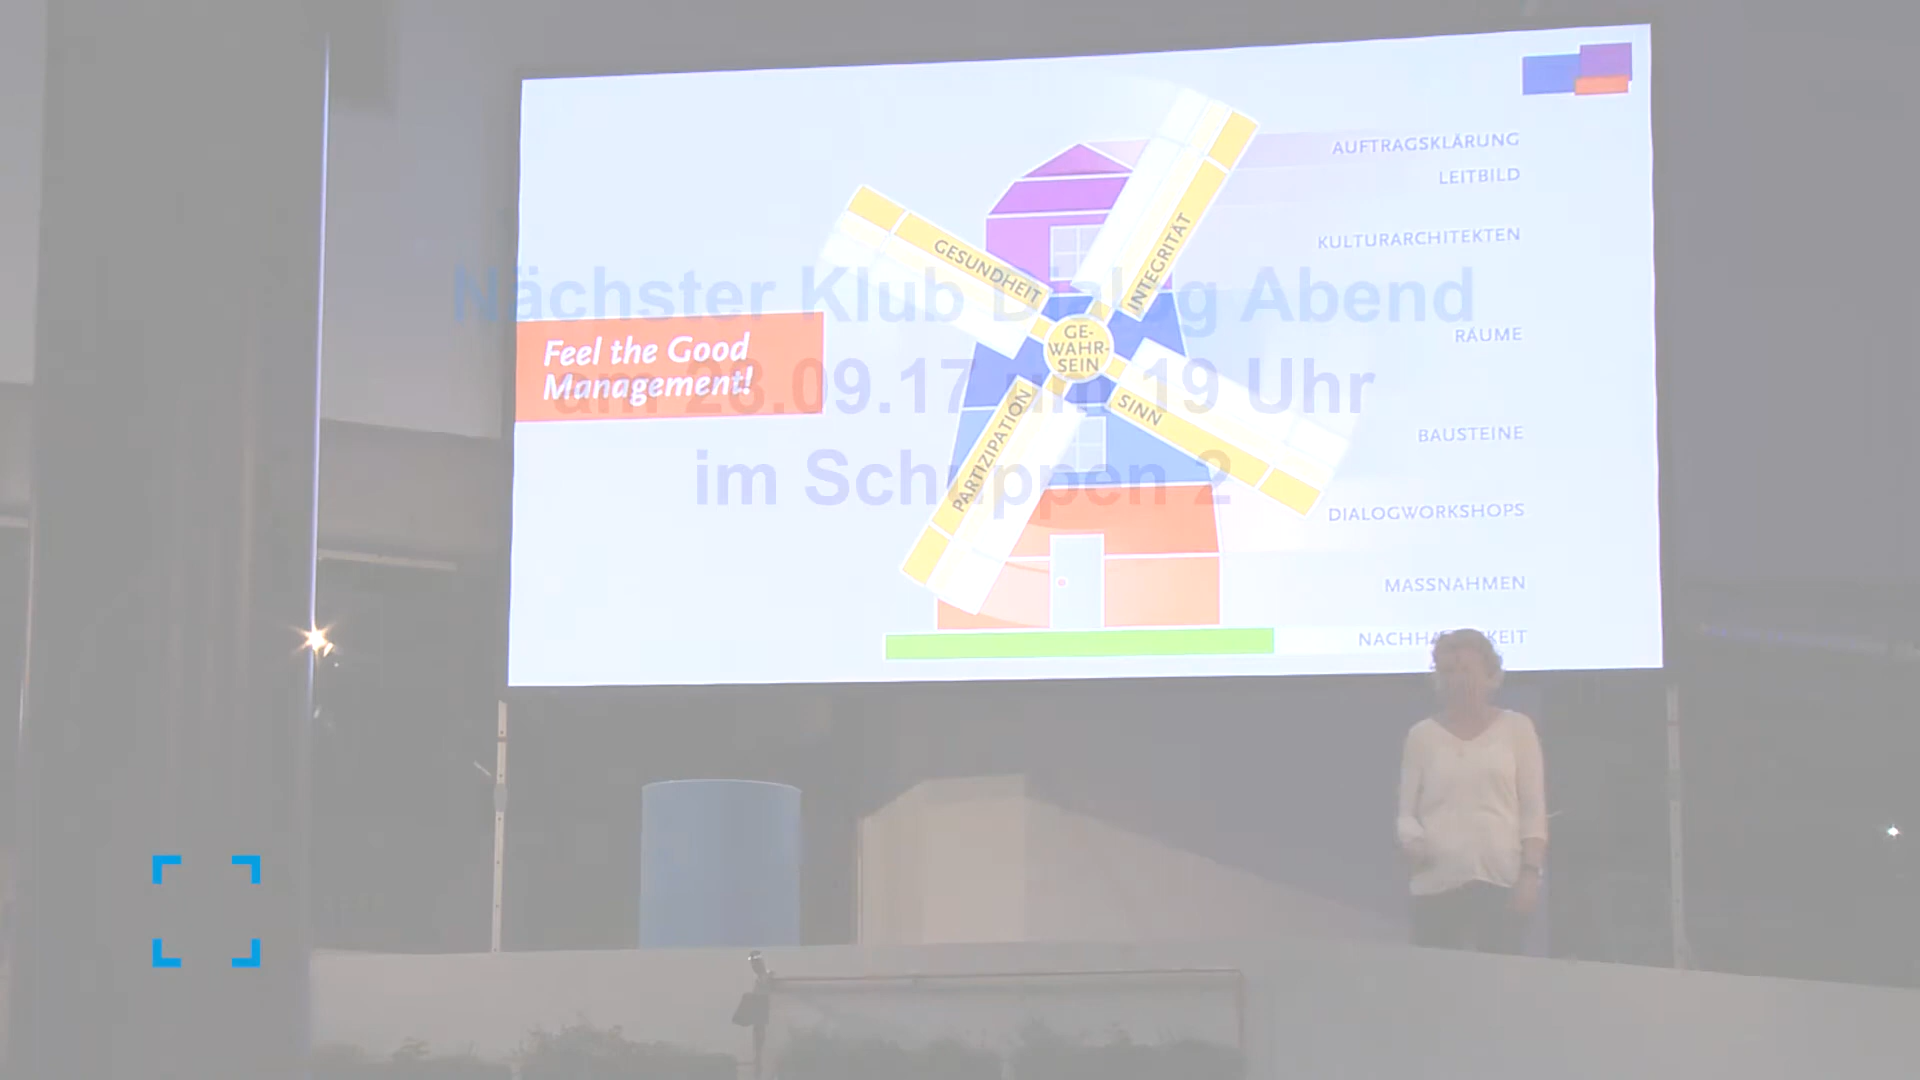 AUFTRAGSKLÄRUNG
LEITBILD
KULTURARCHITEKTEN
RÄUME
BAUSTEINE
DIALOGWORKSHOPS
MASSNAHMEN
GESUNDHEIT
INTEGRITÄT
GE-
WAHR-
SEIN
SINN
PARTIZIPATION
Feel the Good
Management!
Nächster Klub Dialog Abend
am 28.09.17 um 19 Uhr
im Schuppen 2